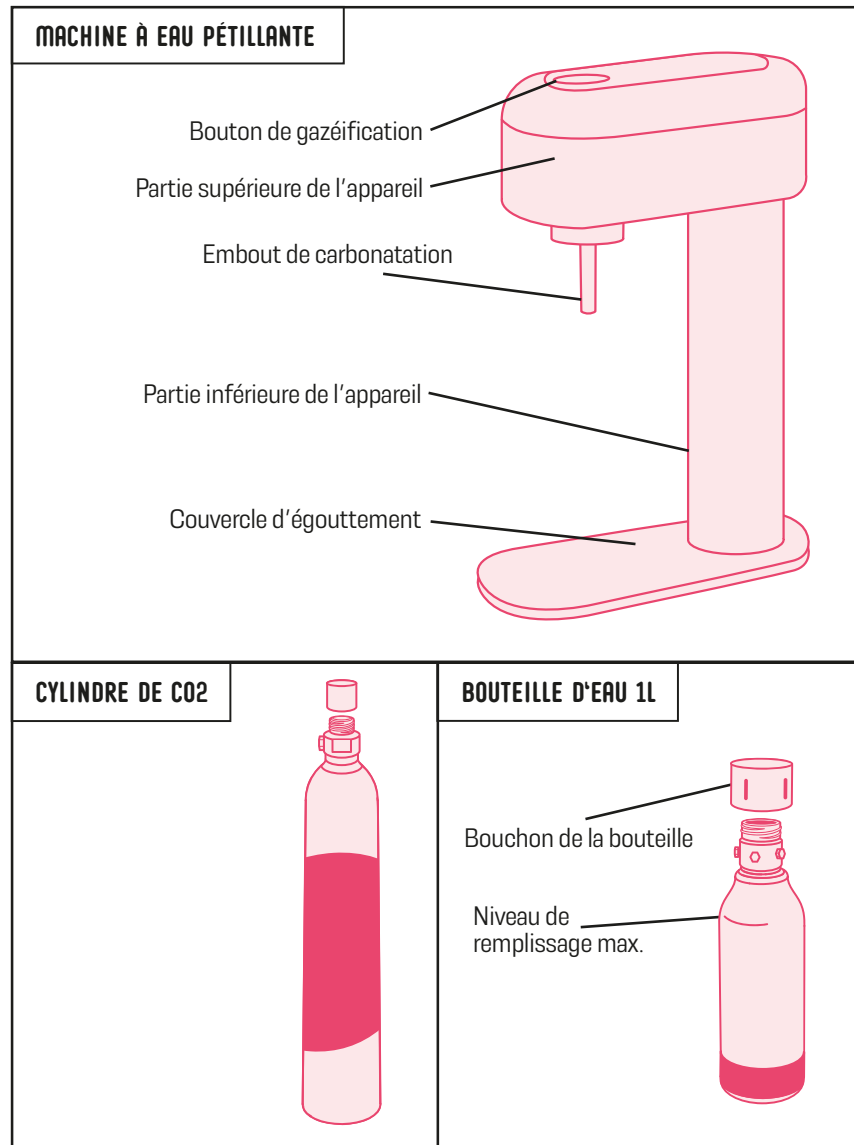 MACHINE À EAU PÉTILLANTE
Bouton de gazéification
Partie supérieure de l'appareil
Embout de carbonatation
Partie inférieure de l'appareil
Couvercle d'égouttement
CYLINDRE DE CO2
BOUTEILLE D‘EAU 1L
Bouchon de la bouteille
Niveau de
remplissage max.